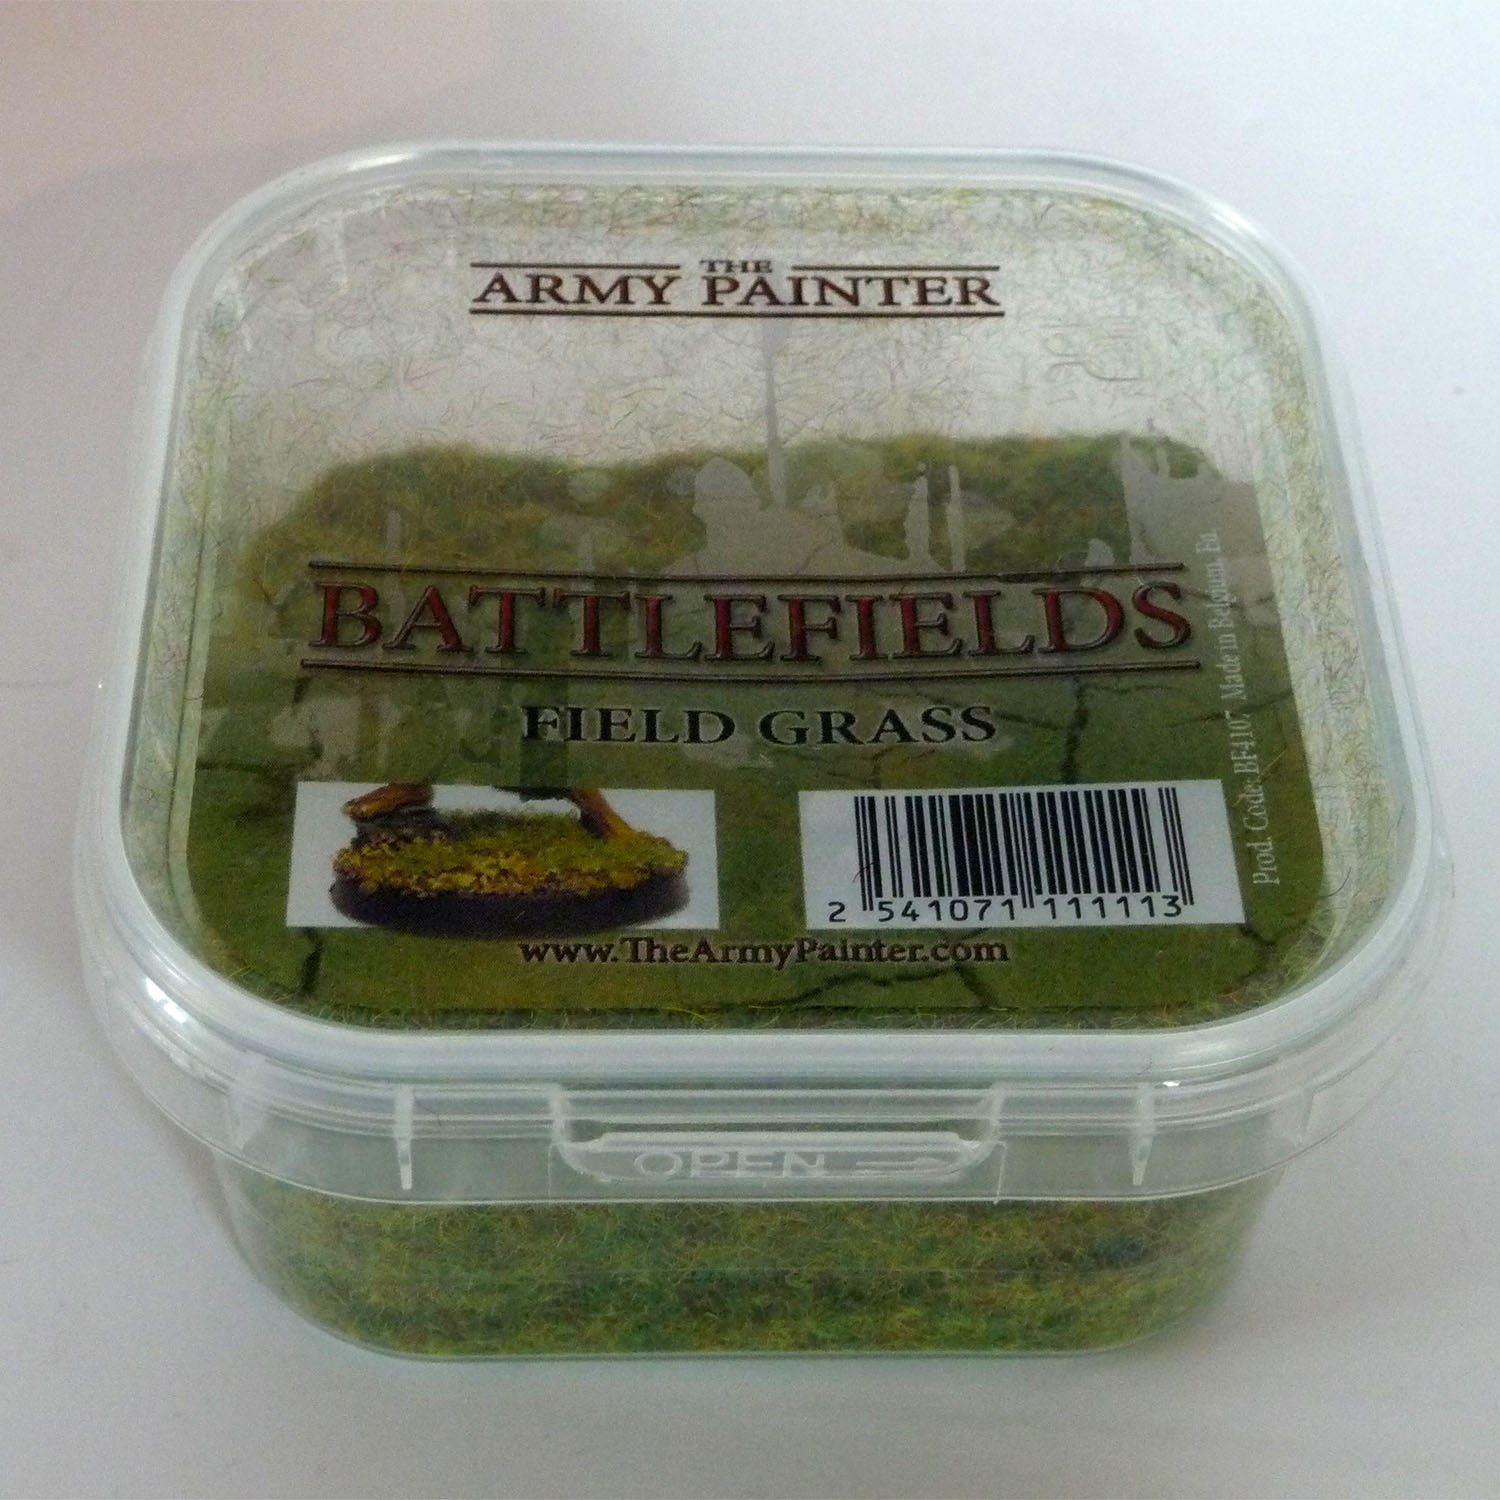 THE
ARMY PAINTER
BATTLEFIELDS
FIELD GRASS
2 541071 111113
www.TheArmyPainter.com
Prod. Code: BF4107 Made in Belgium, Eu.
OPEN